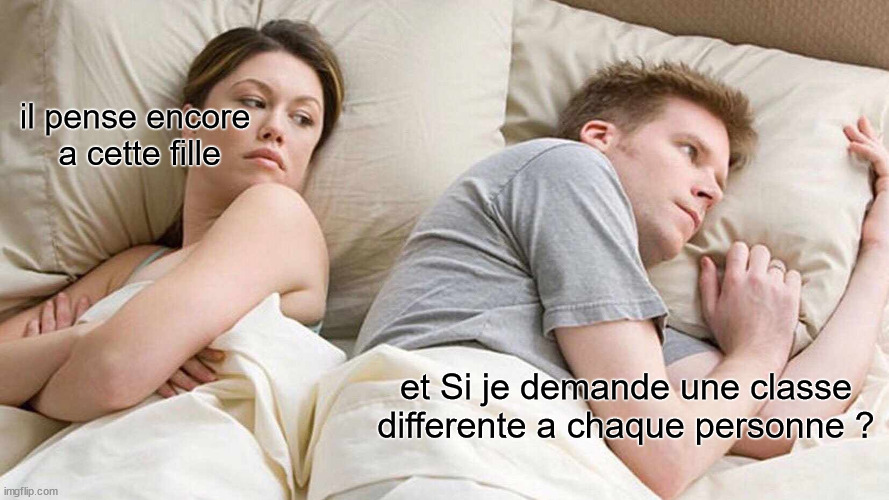 il pense encore
a cette fille
et Si je demande une classe
differente a chaque personne ?
imgflip.com